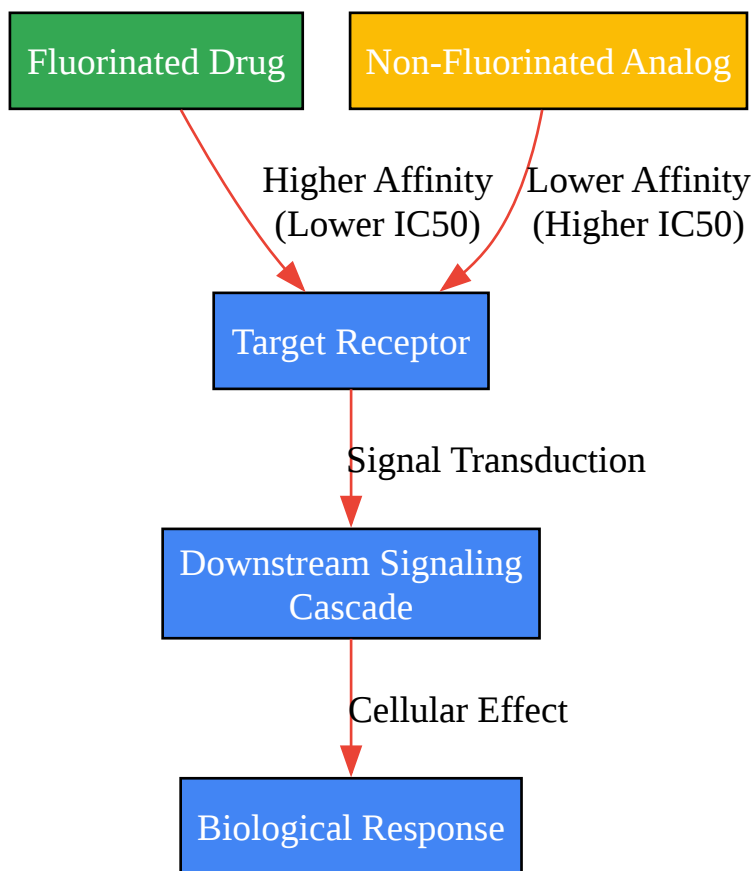 Fluorinated Drug
Non-Fluorinated Analog
Higher Affinity
(Lower IC50)
Lower Affinity
(Higher IC50)
Target Receptor
Signal Transduction
Downstream Signaling
Cascade
Cellular Effect
Biological Response